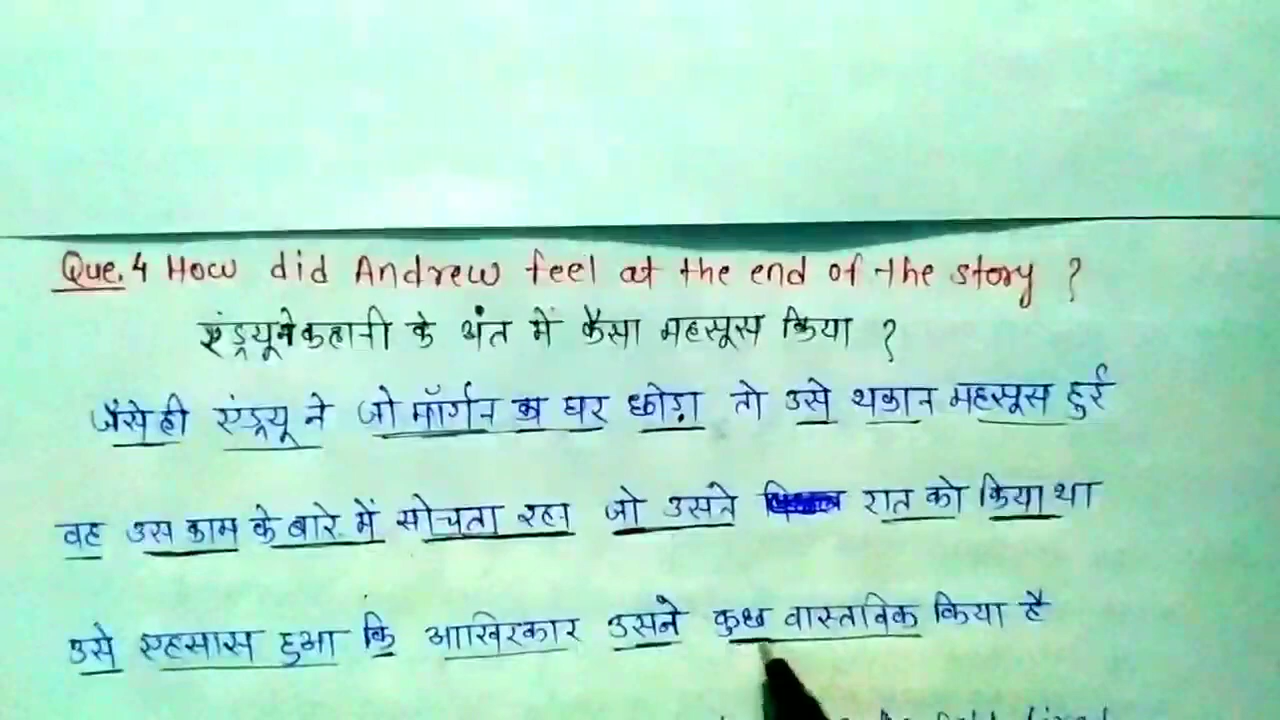 Que.4 How did Andrew feel at the end of the story ?
एंड्रयू ने कहानी के अंत में कैसा महसूस किया ?
जैसे ही एंड्रयू ने जो मॉर्गन का घर छोड़ा तो उसे थकान महसूस हुई
वह उस काम के बारे में सोचता रहा जो उसने रात को किया था
उसे एहसास हुआ कि आखिरकार उसने कुछ वास्तविक किया है